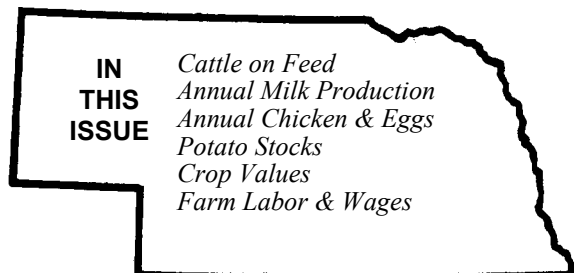 IN
THIS
ISSUE
Cattle on Feed
Annual Milk Production
Annual Chicken & Eggs
Potato Stocks
Crop Values
Farm Labor & Wages